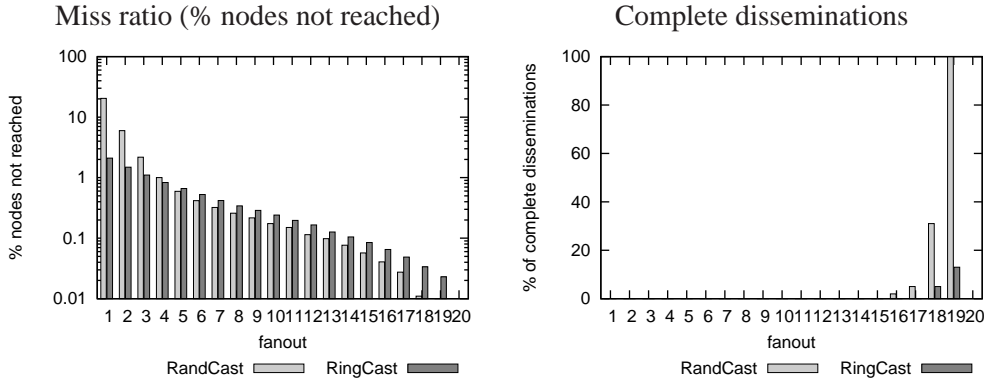 Miss ratio (% nodes not reached)
% nodes not reached
100
10
1
0.1
0.01
1 2 3 4 5 6 7 8 9 10 11 12 13 14 15 16 17 18 19 20
fanout
RandCast RingCast
Complete disseminations
% of complete disseminations
100
80
60
40
20
0
1 2 3 4 5 6 7 8 9 10 11 12 13 14 15 16 17 18 19 20
fanout
RandCast RingCast